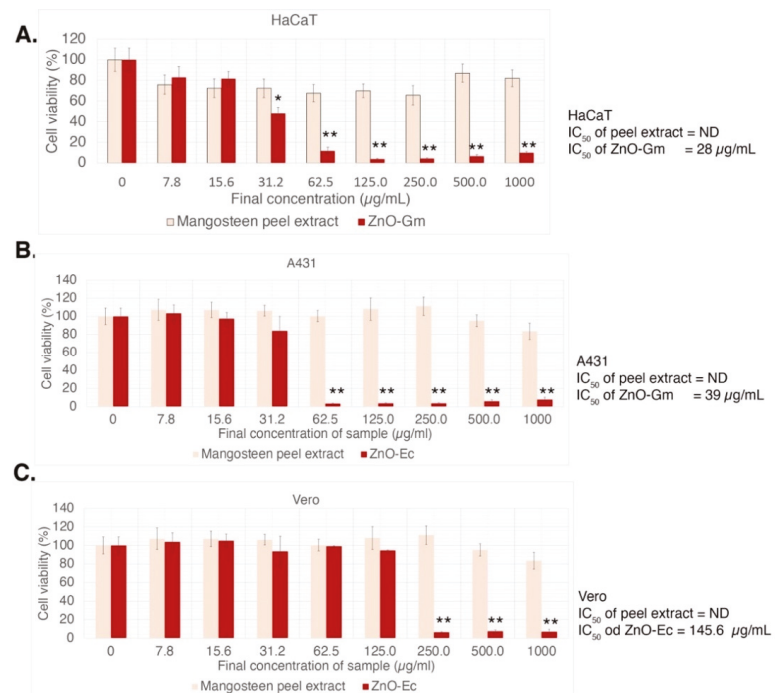 A.
HaCaT
Cell viability (%)
120
100
80
60
40
20
0
*
**
**
**
**
**
0 7.8 15.6 31.2 62.5 125.0 250.0 500.0 1000
Final concentration (µg/mL)
Mangosteen peel extract ZnO-Gm
HaCaT
IC50 of peel extract = ND
IC50 of ZnO-Gm = 28 µg/mL
B.
A431
Cell viability (%)
140
120
100
80
60
40
20
0
**
**
**
**
**
0 7.8 15.6 31.2 62.5 125.0 250.0 500.0 1000
Final concentration of sample (µg/ml)
Mangosteen peel extract ZnO-Ec
A431
IC50 of peel extract = ND
IC50 of ZnO-Gm = 39 µg/mL
C.
Vero
Cell viability (%)
140
120
100
80
60
40
20
0
**
**
**
0 7.8 15.6 31.2 62.5 125.0 250.0 500.0 1000
Final concentration of sample (µg/ml)
Mangosteen peel extract ZnO-Ec
Vero
IC50 of peel extract = ND
IC50 od ZnO-Ec = 145.6 µg/mL